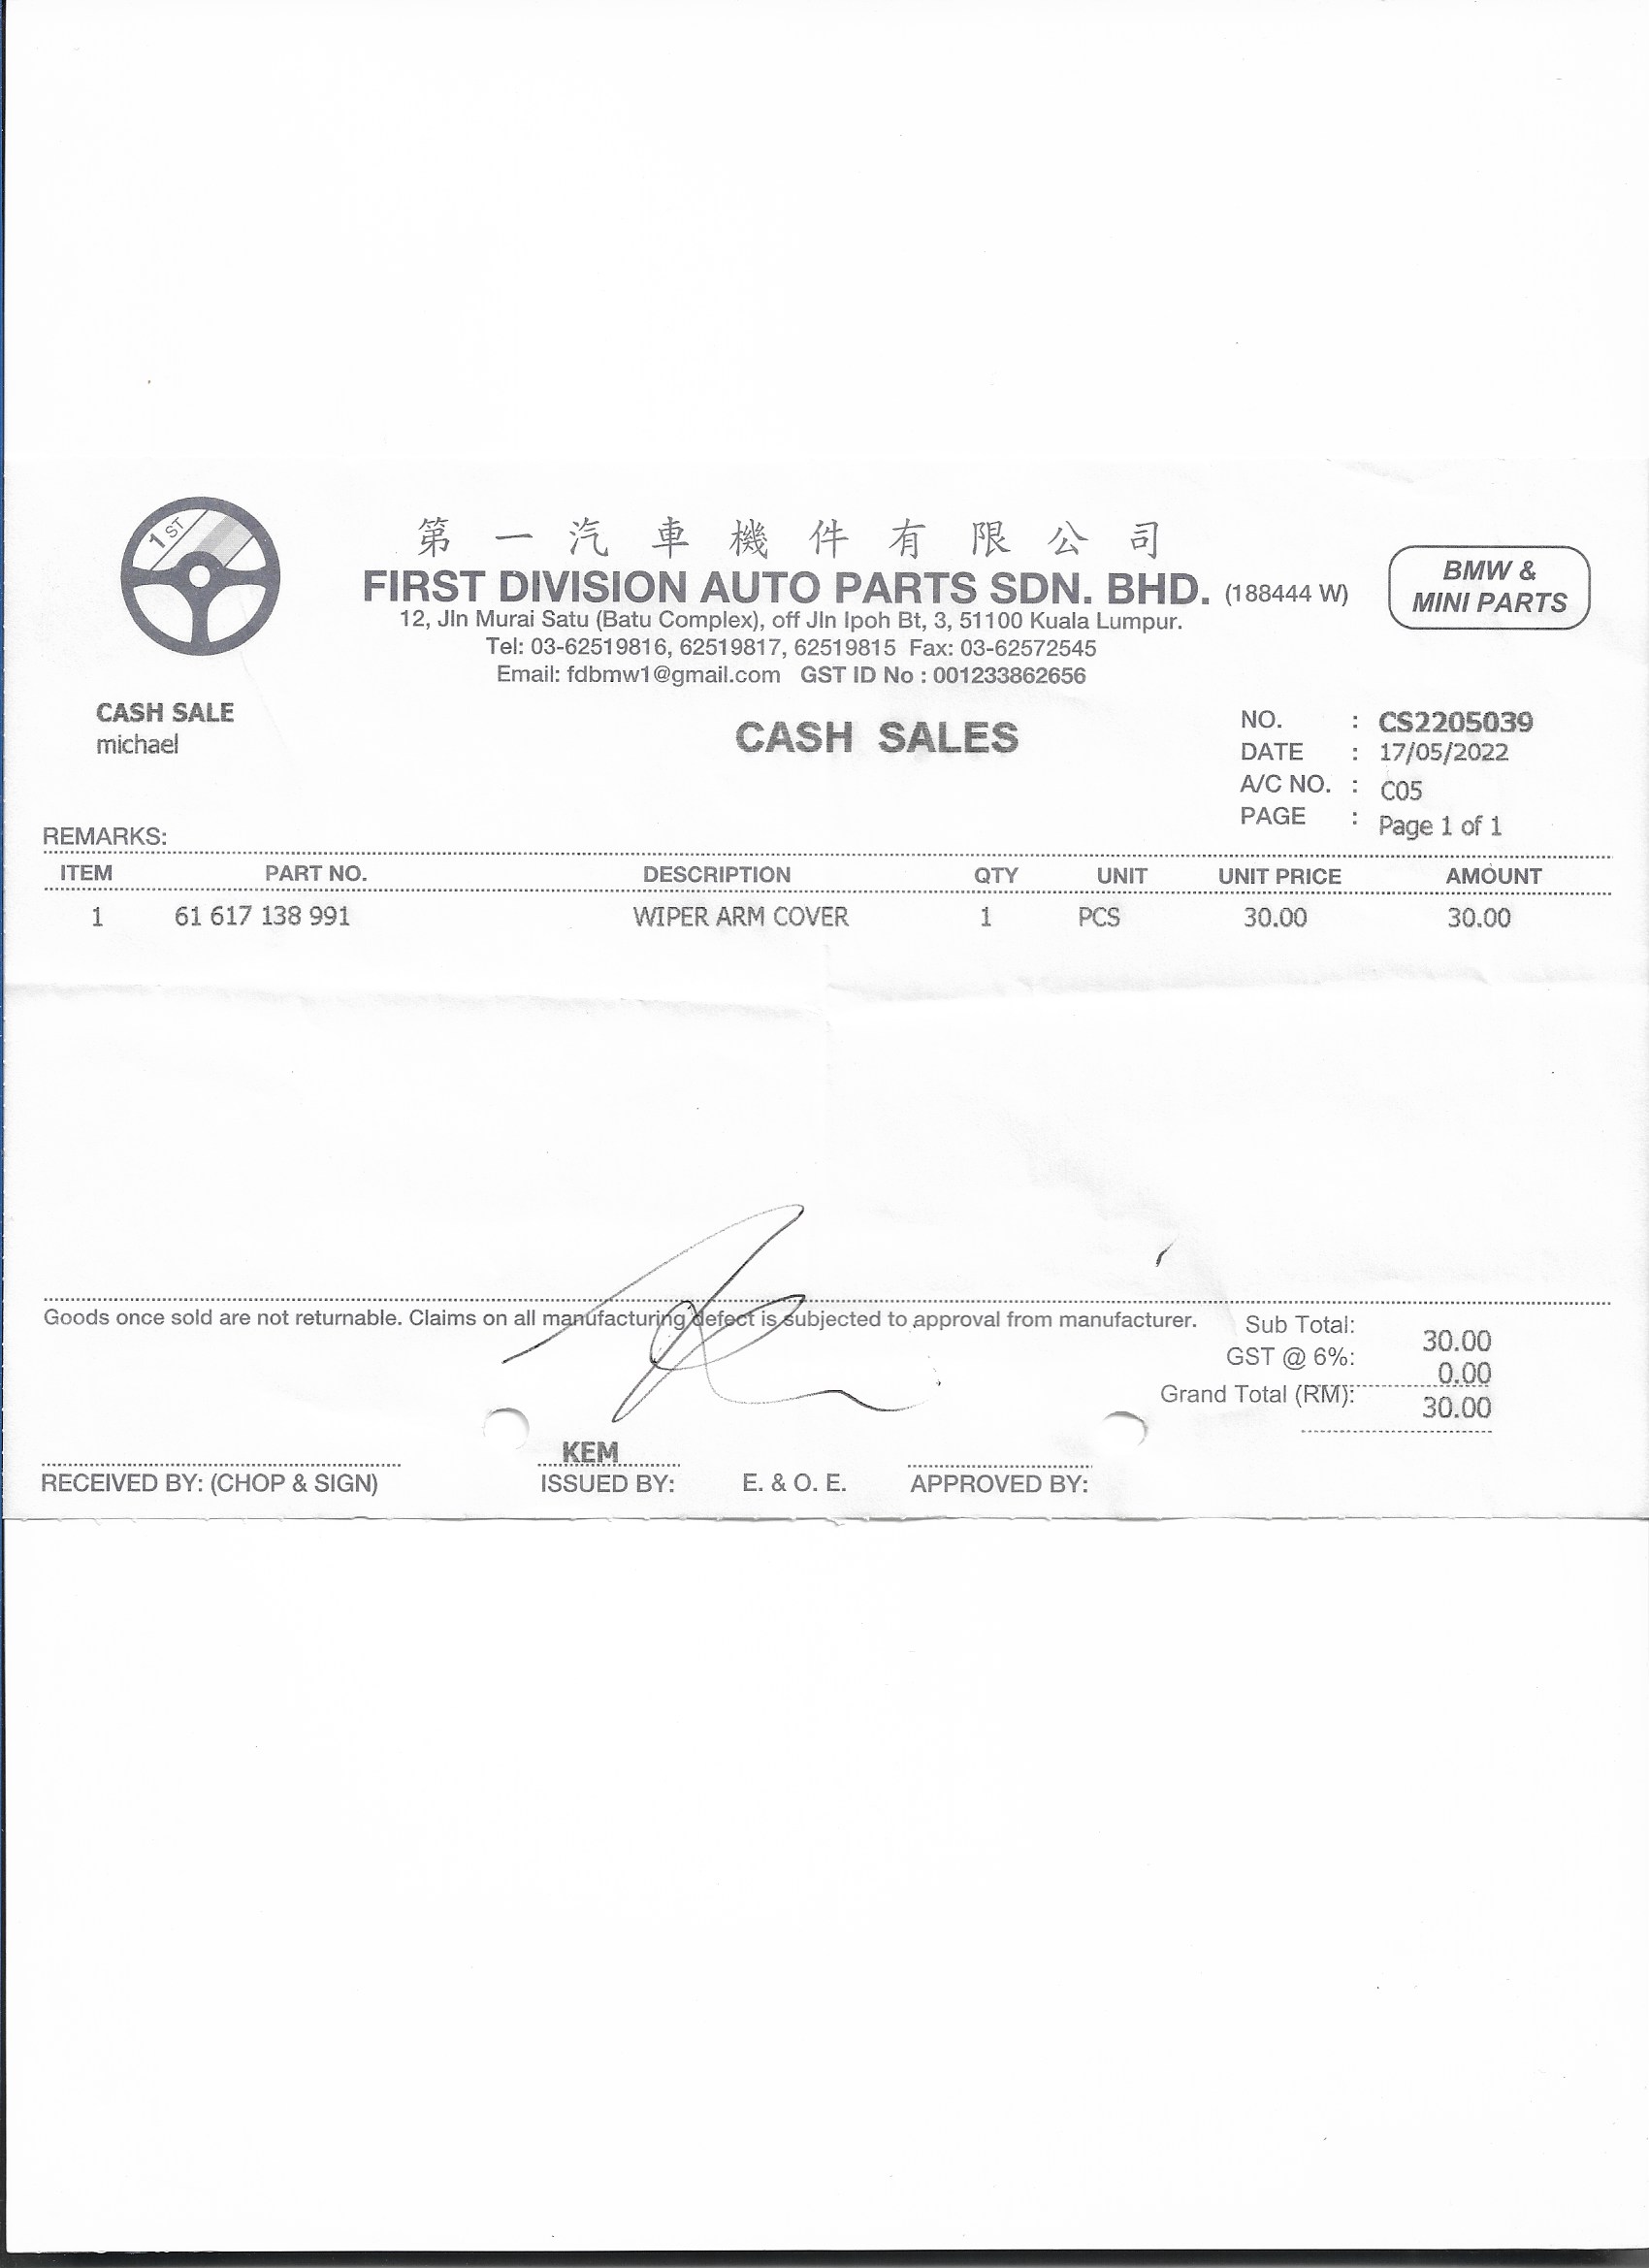 1 ST
第一汽車機件有限公司
FIRST DIVISION AUTO PARTS SDN. BHD. (188444 W)
12, Jln Murai Satu (Batu Complex), off Jln Ipoh Bt, 3, 51100 Kuala Lumpur.
Tel: 03-62519816, 62519817, 62519815 Fax: 03-62572545
Email: fdbmw1@gmail.com GST ID No : 001233862656
BMW &
MINI PARTS
CASH SALE
michael
CASH SALES
NO. : CS2205039
DATE : 17/05/2022
A/C NO. : C05
PAGE : Page 1 of 1
REMARKS:
ITEM PART NO. DESCRIPTION QTY UNIT UNIT PRICE AMOUNT
1 61 617 138 991 WIPER ARM COVER 1 PCS 30.00 30.00
Goods once sold are not returnable. Claims on all manufacturing defect is subjected to approval from manufacturer.
Sub Total: 30.00
GST @ 6%: 0.00
Grand Total (RM): 30.00
KEM
RECEIVED BY: (CHOP & SIGN) ISSUED BY: E. & O. E. APPROVED BY: